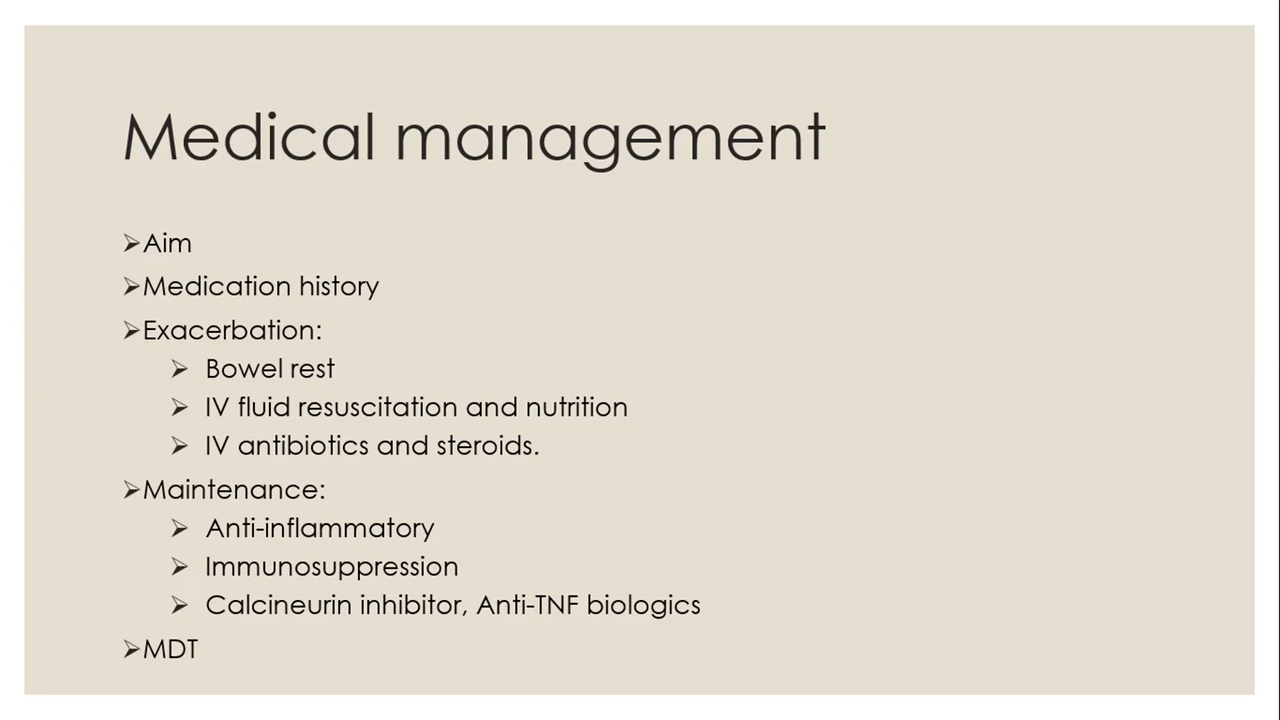 Medical management
➢Aim
➢Medication history
➢Exacerbation:
➢ Bowel rest
➢ IV fluid resuscitation and nutrition
➢ IV antibiotics and steroids.
➢Maintenance:
➢ Anti-inflammatory
➢ Immunosuppression
➢ Calcineurin inhibitor, Anti-TNF biologics
➢MDT